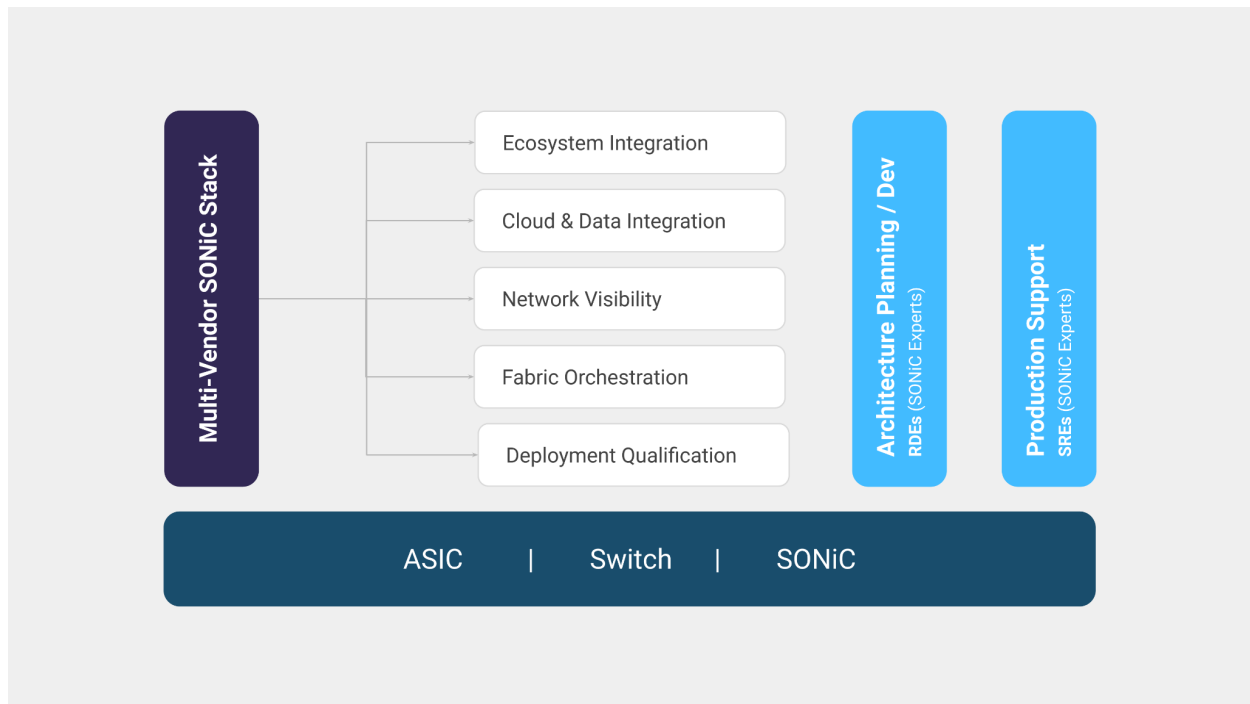 Multi-Vendor SONiC Stack
Ecosystem Integration
Cloud & Data Integration
Network Visibility
Fabric Orchestration
Deployment Qualification
Architecture Planning / Dev
RDEs (SONiC Experts)
Production Support
SREs (SONiC Experts)
ASIC | Switch | SONiC